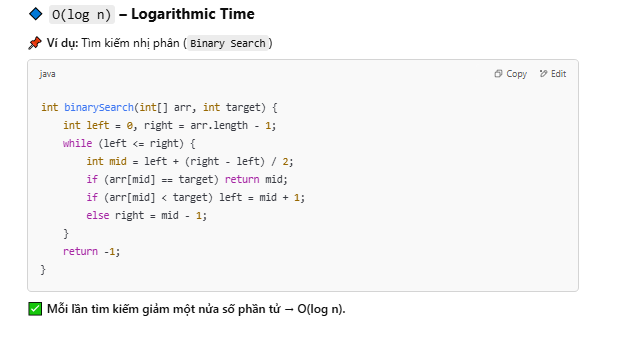 O(log n) – Logarithmic Time
Ví dụ: Tìm kiếm nhị phân ( Binary Search )
java
Copy
Edit
int binarySearch(int[] arr, int target) {
    int left = 0, right = arr.length - 1;
    while (left <= right) {
        int mid = left + (right - left) / 2;
        if (arr[mid] == target) return mid;
        if (arr[mid] < target) left = mid + 1;
        else right = mid - 1;
    }
    return -1;
}
Mỗi lần tìm kiếm giảm một nửa số phần tử → O(log n).